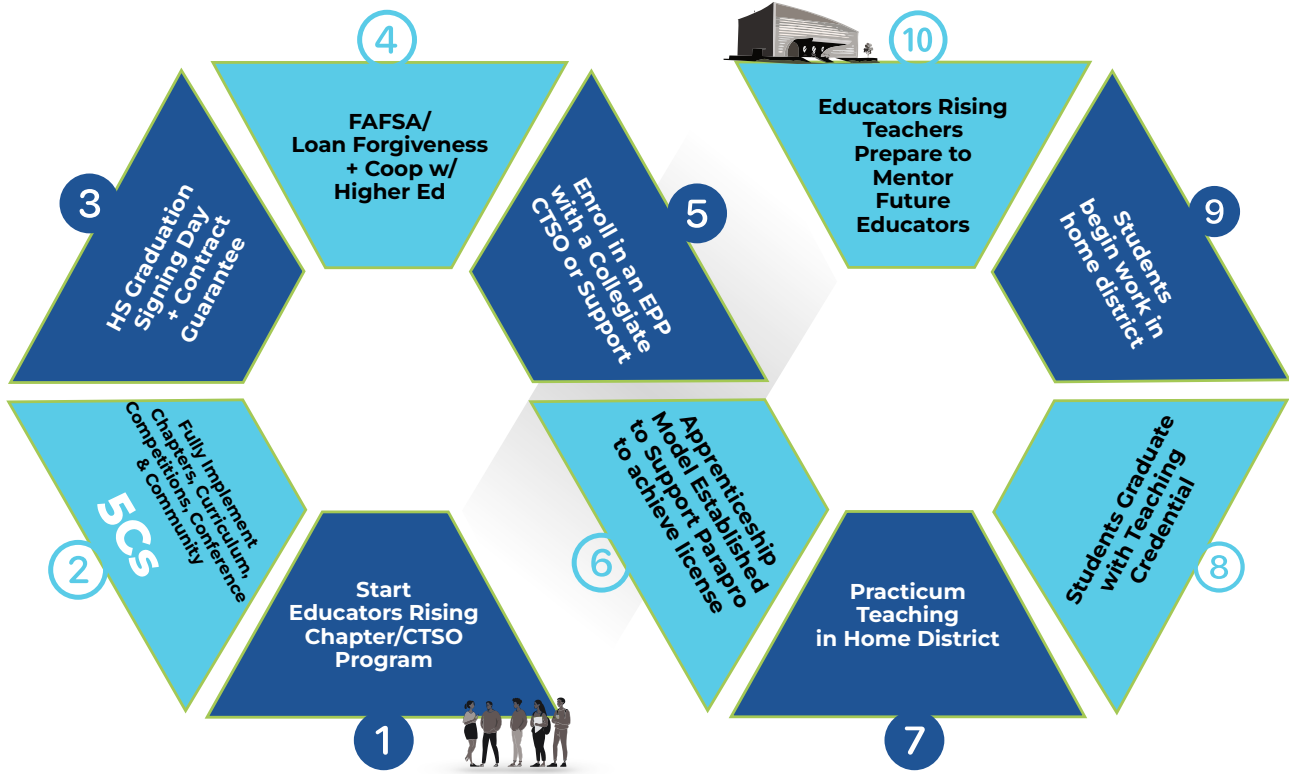 1
Start
Educators Rising
Chapter/CTSO
Program
2
5Cs
Fully Implement
Chapters, Curriculum,
Competitions, Conference
& Community
3
HS Graduation
Signing Day
+ Contract
Guarantee
4
FAFSA/
Loan Forgiveness
+ Coop w/
Higher Ed
5
Enroll in an EPP
with a Collegiate
CTSO or Support
6
Apprenticeship
Model Established
to Support Parapro
to achieve license
7
Practicum
Teaching
in Home District
8
Students Graduate
with Teaching
Credential
9
Students
begin work in
home district
10
Educators Rising
Teachers
Prepare to
Mentor
Future
Educators